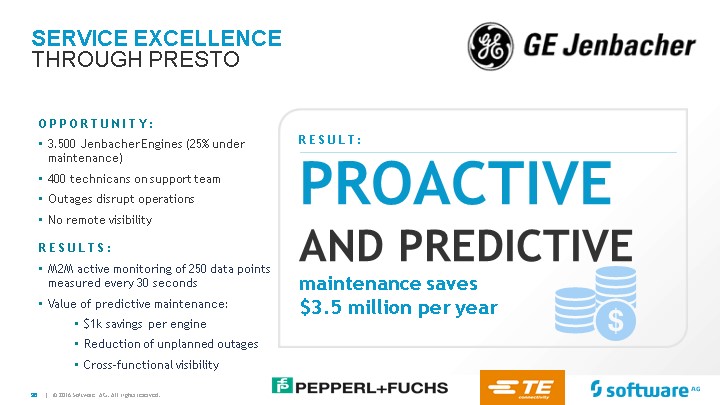 SERVICE EXCELLENCE
THROUGH PRESTO
GE Jenbacher
OPPORTUNITY:
• 3.500 Jenbacher Engines (25% under
maintenance)
• 400 technicans on support team
• Outages disrupt operations
• No remote visibility
RESULTS:
• M2M active monitoring of 250 data points
measured every 30 seconds
• Value of predictive maintenance:
• $1k savings per engine
• Reduction of unplanned outages
• Cross-functional visibility
RESULT:
PROACTIVE
AND PREDICTIVE
maintenance saves
$3.5 million per year
$
| © 2016 Software AG. All rights reserved.
PEPPERL+FUCHS
TE
connectivity
software AG